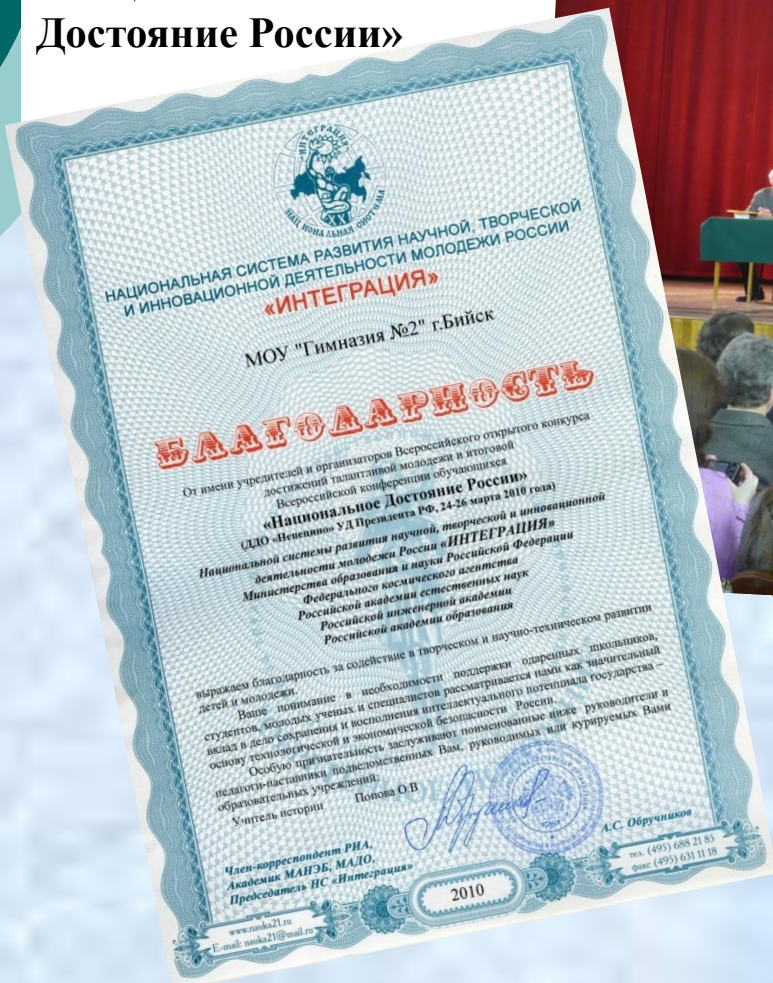 Достояние России»
«ИНТЕГРАЦИЯ»
НАЦИОНАЛЬНАЯ СИСТЕМА
XXI
НАЦИОНАЛЬНАЯ СИСТЕМА РАЗВИТИЯ НАУЧНОЙ, ТВОРЧЕСКОЙ
И ИННОВАЦИОННОЙ ДЕЯТЕЛЬНОСТИ МОЛОДЕЖИ РОССИИ
«ИНТЕГРАЦИЯ»
МОУ "Гимназия №2" г.Бийск
БЛАГОДАРНОСТЬ
От имени учредителей и организаторов Всероссийского открытого конкурса
достижений талантливой молодежи и итоговой
Всероссийской конференции обучающихся
«Национальное Достояние России»
(ДДО «Непецино» УД Президента РФ, 24-26 марта 2010 года)
Национальной системы развития научной, творческой и инновационной
деятельности молодежи России «ИНТЕГРАЦИЯ»
Министерства образования и науки Российской Федерации
Федерального космического агентства
Российской академии естественных наук
Российской инженерной академии
Российской академии образования
выражаем благодарность за содействие в творческом и научно-техническом развитии
детей и молодежи.
Ваше понимание в необходимости поддержки одаренных школьников,
студентов, молодых ученых и специалистов рассматривается нами как значительный
вклад в дело сохранения и восполнения интеллектуального потенциала государства –
основу технологической и экономической безопасности России.
Особую признательность заслуживают поименованные ниже руководители и
педагоги-наставники подведомственных Вам, руководимых или курируемых Вами
образовательных учреждений:
Учитель истории Попова О.В
Член-корреспондент РИА,
Академик МАНЭБ, МАДО,
Председатель НС «Интеграция»
А.С. Обручников
www.nauka21.ru
E-mail: nauka21@mail.ru
2010
тел. (495) 688 21 85
факс (495) 631 11 18